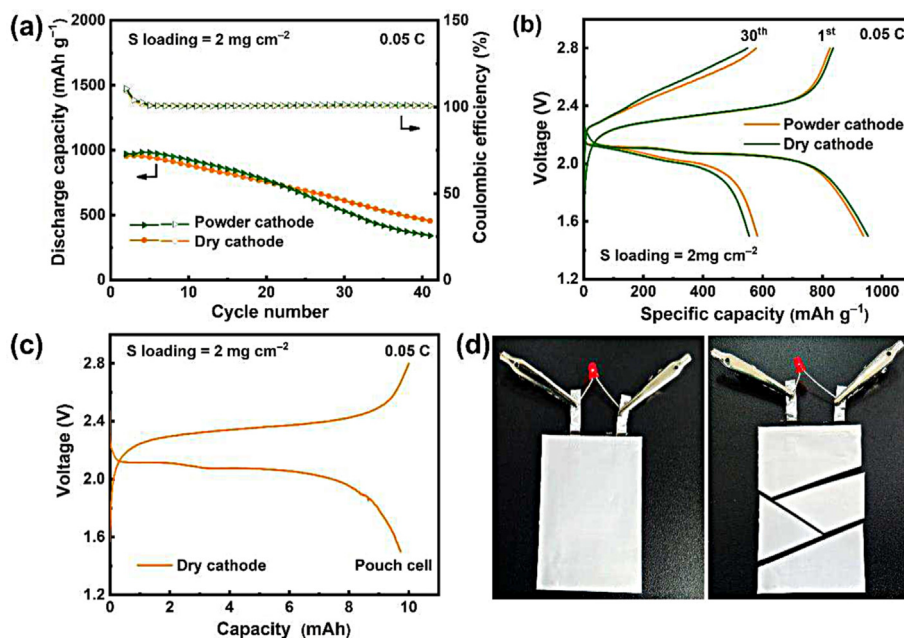 (a)
S loading = 2 mg cm⁻²
0.05 C
Discharge capacity (mAh g⁻¹)
2000
1500
1000
500
0
Coulombic efficiency (%)
150
100
50
0
Powder cathode
Dry cathode
0
10
20
30
40
Cycle number
(b)
30th
1st
0.05 C
Voltage (V)
2.8
2.4
2.0
1.6
1.2
Powder cathode
Dry cathode
S loading = 2mg cm⁻²
0
200
400
600
800
1000
Specific capacity (mAh g⁻¹)
(c)
S loading = 2 mg cm⁻²
0.05 C
Voltage (V)
2.8
2.4
2.0
1.6
1.2
Dry cathode
Pouch cell
0
2
4
6
8
10
Capacity (mAh)
(d)